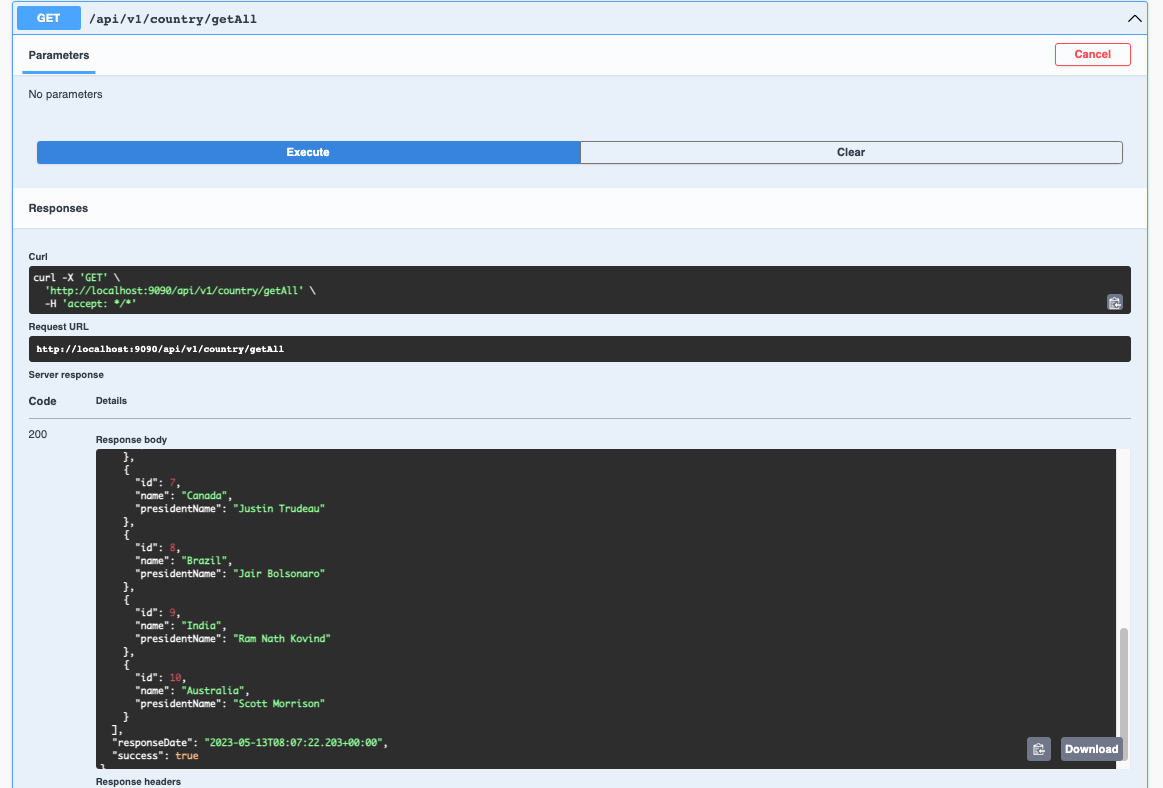 GET /api/v1/country/getAll
Parameters
Cancel
No parameters
Execute
Clear
Responses
Curl
curl -X 'GET' \
'http://localhost:9090/api/v1/country/getAll' \
-H 'accept: */*'
Request URL
http://localhost:9090/api/v1/country/getAll
Server response
Code Details
200
Response body
},
{
"id": 7,
"name": "Canada",
"presidentName": "Justin Trudeau"
},
{
"id": 8,
"name": "Brazil",
"presidentName": "Jair Bolsonaro"
},
{
"id": 9,
"name": "India",
"presidentName": "Ram Nath Kovind"
},
{
"id": 10,
"name": "Australia",
"presidentName": "Scott Morrison"
}
],
"responseDate": "2023-05-13T08:07:22.203+00:00",
"success": true
}
Download
Response headers